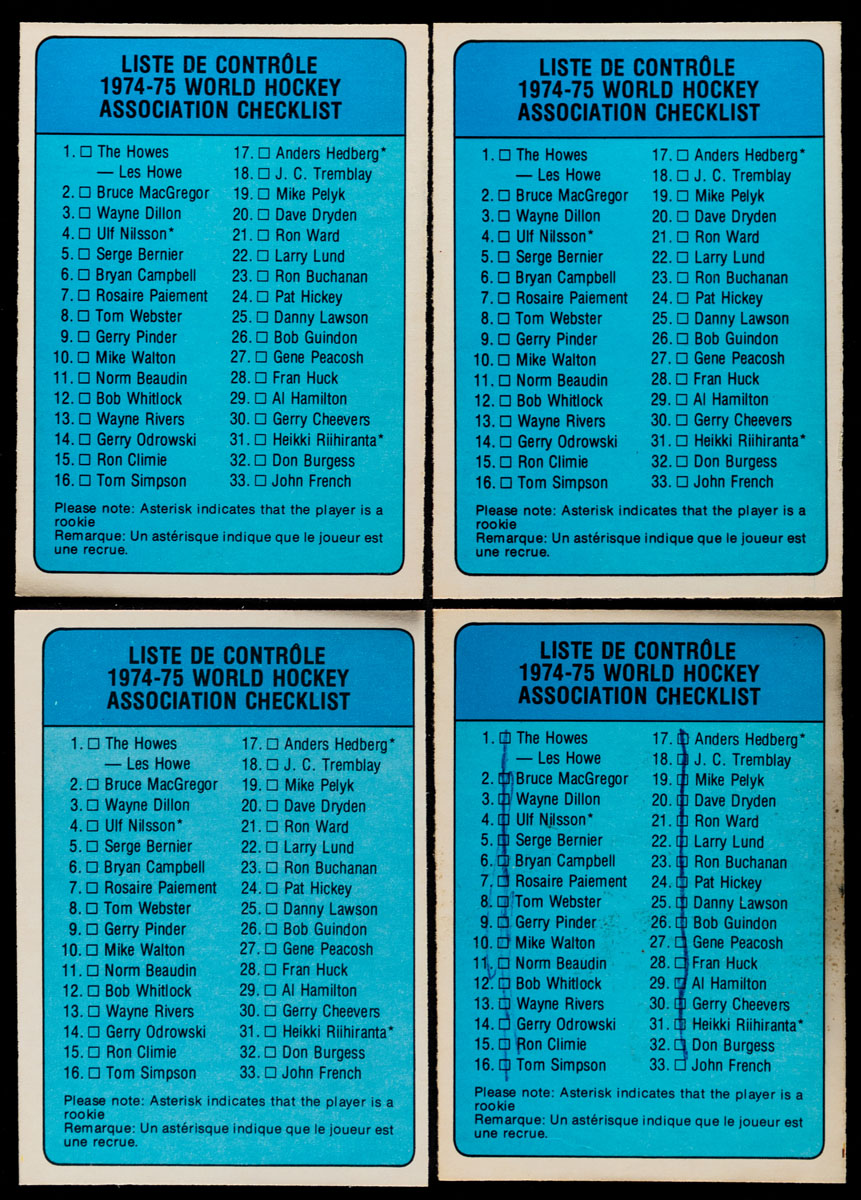 LISTE DE CONTRÔLE
1974-75 WORLD HOCKEY
ASSOCIATION CHECKLIST
1. □ The Howes
— Les Howe
2. □ Bruce MacGregor
3. □ Wayne Dillon
4. □ Ulf Nilsson*
5. □ Serge Bernier
6. □ Bryan Campbell
7. □ Rosaire Paiement
8. □ Tom Webster
9. □ Gerry Pinder
10. □ Mike Walton
11. □ Norm Beaudin
12. □ Bob Whitlock
13. □ Wayne Rivers
14. □ Gerry Odrowski
15. □ Ron Climie
16. □ Tom Simpson
17. □ Anders Hedberg*
18. □ J. C. Tremblay
19. □ Mike Pelyk
20. □ Dave Dryden
21. □ Ron Ward
22. □ Larry Lund
23. □ Ron Buchanan
24. □ Pat Hickey
25. □ Danny Lawson
26. □ Bob Guindon
27. □ Gene Peacosh
28. □ Fran Huck
29. □ Al Hamilton
30. □ Gerry Cheevers
31. □ Heikki Riihiranta*
32. □ Don Burgess
33. □ John French
Please note: Asterisk indicates that the player is a
rookie
Remarque: Un astérisque indique que le joueur est
une recrue.
LISTE DE CONTRÔLE
1974-75 WORLD HOCKEY
ASSOCIATION CHECKLIST
1. □ The Howes
— Les Howe
2. □ Bruce MacGregor
3. □ Wayne Dillon
4. □ Ulf Nilsson*
5. □ Serge Bernier
6. □ Bryan Campbell
7. □ Rosaire Paiement
8. □ Tom Webster
9. □ Gerry Pinder
10. □ Mike Walton
11. □ Norm Beaudin
12. □ Bob Whitlock
13. □ Wayne Rivers
14. □ Gerry Odrowski
15. □ Ron Climie
16. □ Tom Simpson
17. □ Anders Hedberg*
18. □ J. C. Tremblay
19. □ Mike Pelyk
20. □ Dave Dryden
21. □ Ron Ward
22. □ Larry Lund
23. □ Ron Buchanan
24. □ Pat Hickey
25. □ Danny Lawson
26. □ Bob Guindon
27. □ Gene Peacosh
28. □ Fran Huck
29. □ Al Hamilton
30. □ Gerry Cheevers
31. □ Heikki Riihiranta*
32. □ Don Burgess
33. □ John French
Please note: Asterisk indicates that the player is a
rookie
Remarque: Un astérisque indique que le joueur est
une recrue.
LISTE DE CONTRÔLE
1974-75 WORLD HOCKEY
ASSOCIATION CHECKLIST
1. □ The Howes
— Les Howe
2. □ Bruce MacGregor
3. □ Wayne Dillon
4. □ Ulf Nilsson*
5. □ Serge Bernier
6. □ Bryan Campbell
7. □ Rosaire Paiement
8. □ Tom Webster
9. □ Gerry Pinder
10. □ Mike Walton
11. □ Norm Beaudin
12. □ Bob Whitlock
13. □ Wayne Rivers
14. □ Gerry Odrowski
15. □ Ron Climie
16. □ Tom Simpson
17. □ Anders Hedberg*
18. □ J. C. Tremblay
19. □ Mike Pelyk
20. □ Dave Dryden
21. □ Ron Ward
22. □ Larry Lund
23. □ Ron Buchanan
24. □ Pat Hickey
25. □ Danny Lawson
26. □ Bob Guindon
27. □ Gene Peacosh
28. □ Fran Huck
29. □ Al Hamilton
30. □ Gerry Cheevers
31. □ Heikki Riihiranta*
32. □ Don Burgess
33. □ John French
Please note: Asterisk indicates that the player is a
rookie
Remarque: Un astérisque indique que le joueur est
une recrue.
LISTE DE CONTRÔLE
1974-75 WORLD HOCKEY
ASSOCIATION CHECKLIST
1. □ The Howes
— Les Howe
2. □ Bruce MacGregor
3. □ Wayne Dillon
4. □ Ulf Nilsson*
5. □ Serge Bernier
6. □ Bryan Campbell
7. □ Rosaire Paiement
8. □ Tom Webster
9. □ Gerry Pinder
10. □ Mike Walton
11. □ Norm Beaudin
12. □ Bob Whitlock
13. □ Wayne Rivers
14. □ Gerry Odrowski
15. □ Ron Climie
16. □ Tom Simpson
17. □ Anders Hedberg*
18. □ J. C. Tremblay
19. □ Mike Pelyk
20. □ Dave Dryden
21. □ Ron Ward
22. □ Larry Lund
23. □ Ron Buchanan
24. □ Pat Hickey
25. □ Danny Lawson
26. □ Bob Guindon
27. □ Gene Peacosh
28. □ Fran Huck
29. □ Al Hamilton
30. □ Gerry Cheevers
31. □ Heikki Riihiranta*
32. □ Don Burgess
33. □ John French
Please note: Asterisk indicates that the player is a
rookie
Remarque: Un astérisque indique que le joueur est
une recrue.